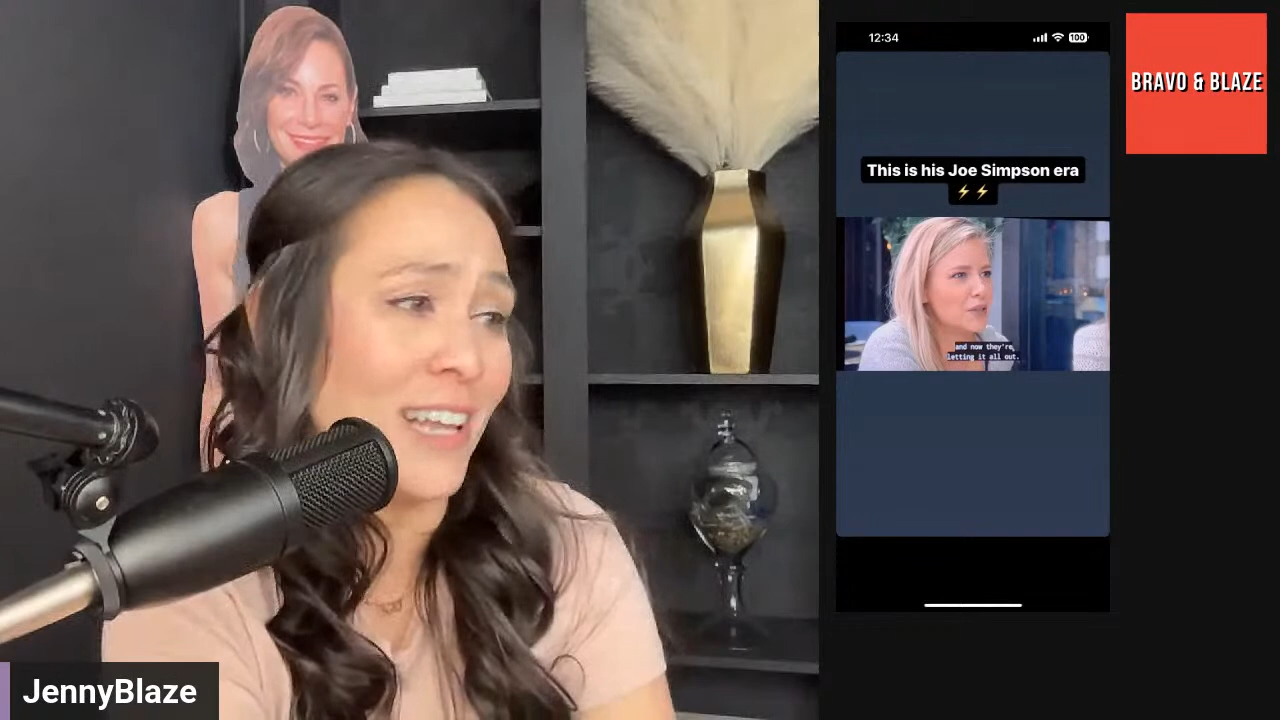 12:34
100
BRAVO & BLAZE
This is his Joe Simpson era
⚡⚡
and now they're
letting it all out.
JennyBlaze